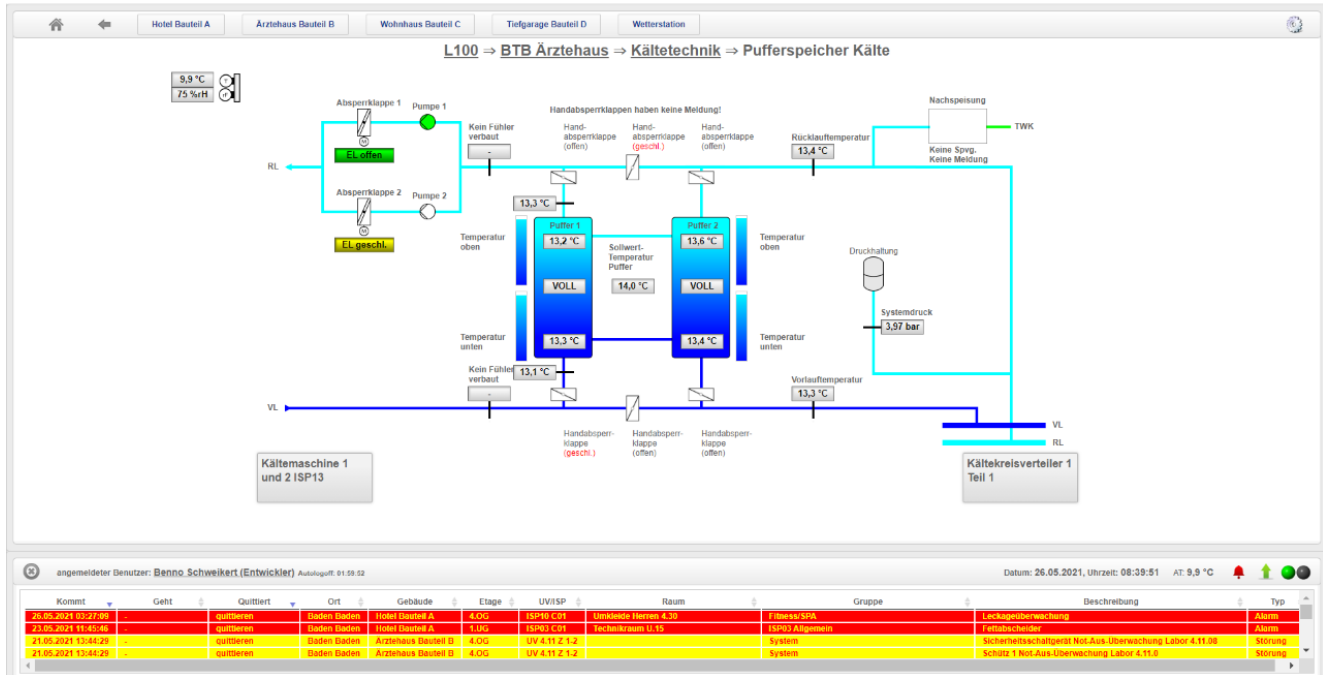 Hotel Bauteil A Ärztehaus Bauteil B Wohnhaus Bauteil C Tiefgarage Bauteil D Wetterstation
L100 ⇒ BTB Ärztehaus ⇒ Kältetechnik ⇒ Pufferspeicher Kälte
9,9 °C
75 %rH
Absperrklappe 1
Pumpe 1
M
EL offen
RL
Absperrklappe 2
Pumpe 2
M
EL geschl.
Kein Fühler
verbaut
-
Handabsperrklappen haben keine Meldung!
Hand-
absperrklappe
(offen)
Hand-
absperrklappe
(geschl.)
Hand-
absperrklappe
(offen)
Rücklauftemperatur
13,4 °C
Nachspeisung
TWK
Keine Spvg.
Keine Meldung
13,3 °C
Temperatur
oben
Puffer 1
13,2 °C
VOLL
13,3 °C
Sollwert-
Temperatur
Puffer
14,0 °C
Puffer 2
13,6 °C
VOLL
13,4 °C
Temperatur
oben
Druckhaltung
Systemdruck
3,97 bar
Temperatur
unten
Temperatur
unten
Kein Fühler
verbaut
-
13,1 °C
Vorlauftemperatur
13,3 °C
VL
Handabsperr-
klappe
(geschl.)
Handabsperr-
klappe
(offen)
Handabsperr-
klappe
(offen)
VL
RL
Kältemaschine 1
und 2 ISP13
Kältekreisverteiler 1
Teil 1
angemeldeter Benutzer: Benno Schweikert (Entwickler) Autologoff: 01:59:52 Datum: 26.05.2021, Uhrzeit: 08:39:51 AT: 9,9 °C
Kommt Geht Quittiert Ort Gebäude Etage UV/ISP Raum Gruppe Beschreibung Typ
26.05.2021 03:27:09 - quittieren Baden Baden Hotel Bauteil A 4.OG ISP10 C01 Umkleide Herren 4.30 Fitness/SPA Leckageüberwachung Alarm
23.05.2021 11:45:46 - quittieren Baden Baden Hotel Bauteil A 1.UG ISP03 C01 Technikraum U.15 ISP03 Allgemein Fettabscheider Alarm
21.05.2021 13:44:29 - quittieren Baden Baden Ärztehaus Bauteil B 4.OG UV 4.11 Z 1-2 System Sicherheitsschaltgerät Not-Aus-Überwachung Labor 4.11.08 Störung
21.05.2021 13:44:29 - quittieren Baden Baden Ärztehaus Bauteil B 4.OG UV 4.11 Z 1-2 System Schütz 1 Not-Aus-Überwachung Labor 4.11.0 Störung